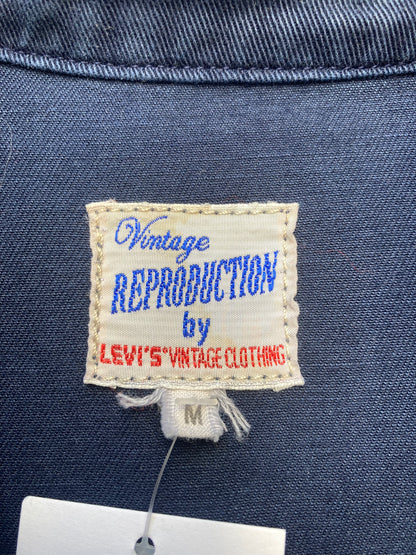 Vintage
REPRODUCTION
by
LEVI'S® VINTAGE CLOTHING
M